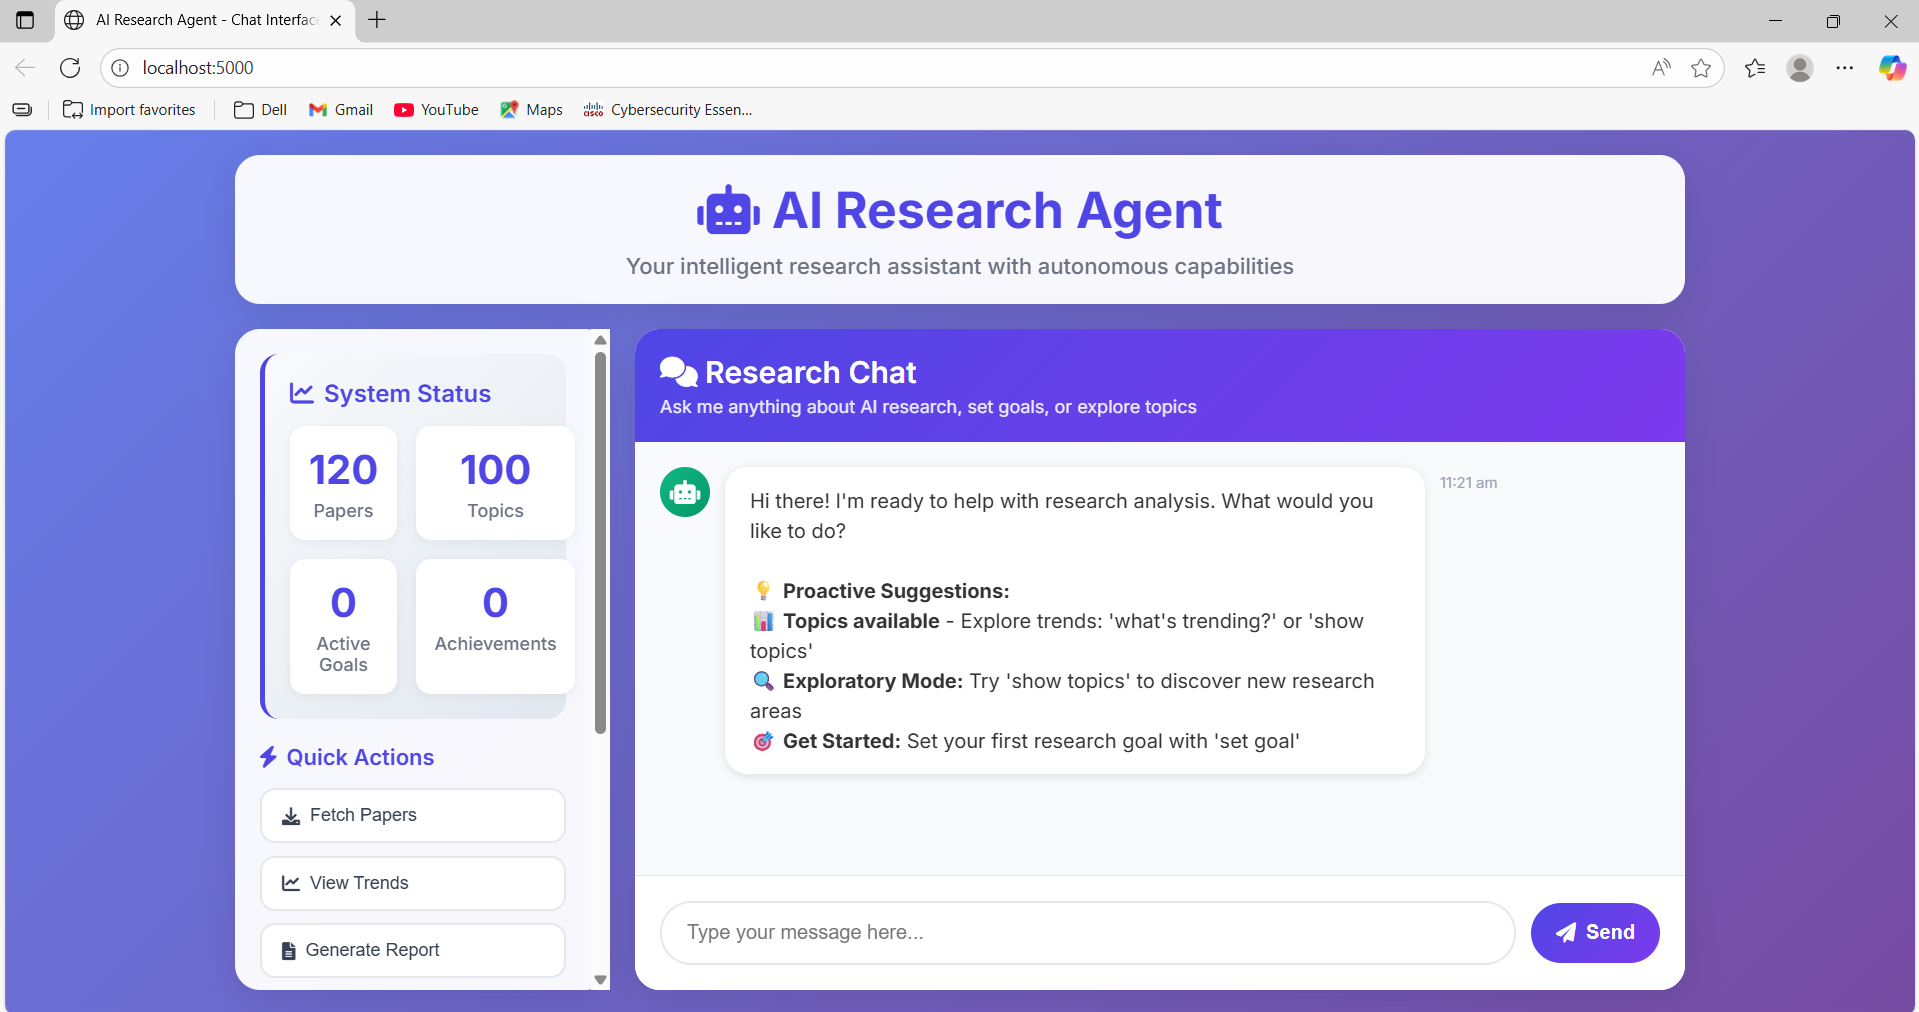 AI Research Agent - Chat Interfac
localhost:5000
Import favorites
Dell
Gmail
YouTube
Maps
cisco
Cybersecurity Essen...
AI Research Agent
Your intelligent research assistant with autonomous capabilities
System Status
120
Papers
100
Topics
0
Active
Goals
0
Achievements
Quick Actions
Fetch Papers
View Trends
Generate Report
Research Chat
Ask me anything about AI research, set goals, or explore topics
Hi there! I'm ready to help with research analysis. What would you
like to do?
11:21 am
💡 Proactive Suggestions:
📊 Topics available - Explore trends: 'what's trending?' or 'show
topics'
🔍 Exploratory Mode: Try 'show topics' to discover new research
areas
🎯 Get Started: Set your first research goal with 'set goal'
Type your message here...
Send